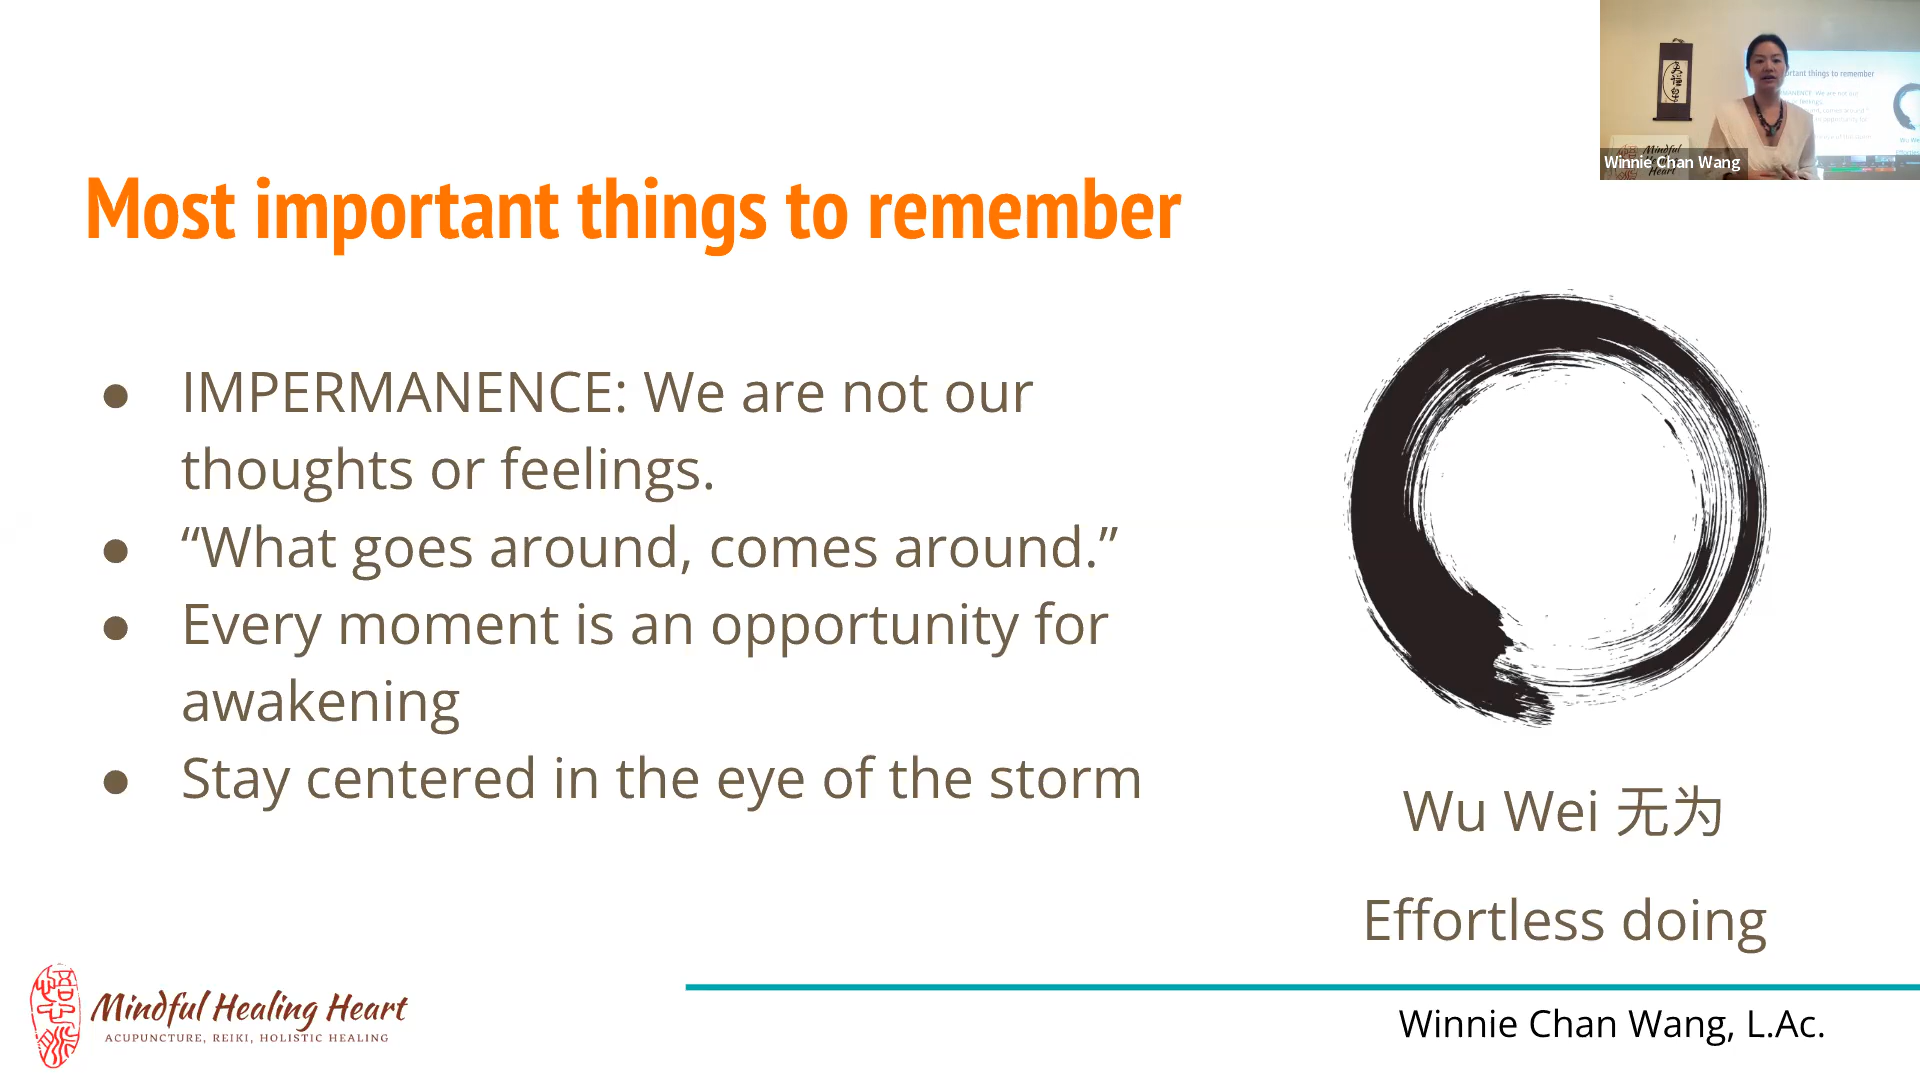 Most important things to remember
● IMPERMANENCE: We are not our
thoughts or feelings.
● “What goes around, comes around.”
● Every moment is an opportunity for
awakening
● Stay centered in the eye of the storm
Wu Wei 无为
Effortless doing
Mindful Healing Heart
ACUPUNCTURE, REIKI, HOLISTIC HEALING
Winnie Chan Wang, L.Ac.
Winnie Chan Wang
Mindful
Heart